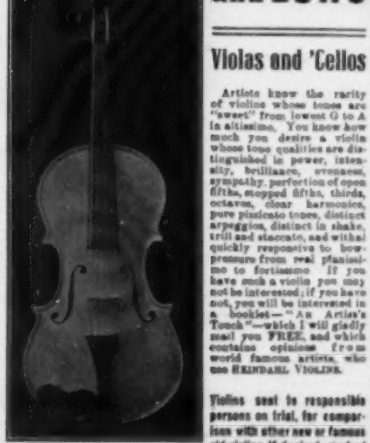 Violas and 'Cellos
Artists know the rarity
of violins whose tones are
"sweet" from lowest G to A
in altissimo. You know how
much you desire a violin
whose tone qualities are dis-
tinguished in power, inten-
sity, brilliance, evenness,
sympathy, perfection of open
fifths, stopped fifths, thirds,
octaves, clear harmonics,
pure pizzicato tones, distinct
arpeggios, distinct in shake,
trill and staccato, and withal
quickly responsive to bow-
pressure from real pianissi-
mo to fortissimo. If you
have such a violin you may
not be interested; if you have
not, you will be interested in
a booklet—"An Artist's
Touch"—which I will gladly
mail you FREE, and which
contains opinions from
world famous artists, who
use REINDAHL VIOLINS.
Violins sent to responsible
persons on trial, for compar-
ison with other new or famous